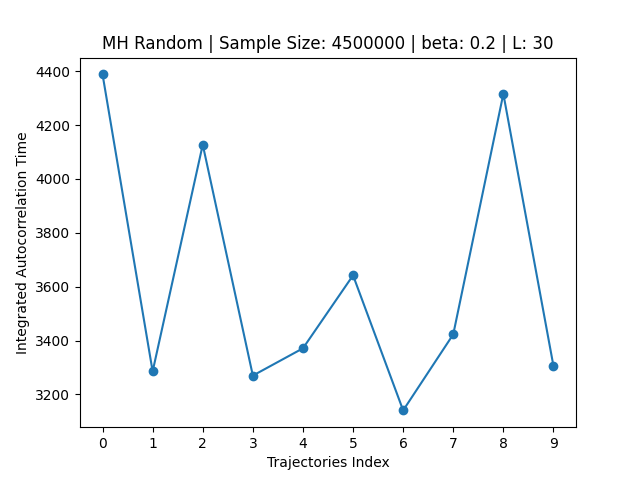 MH Random | Sample Size: 4500000 | beta: 0.2 | L: 30
Integrated Autocorrelation Time
4400
4200
4000
3800
3600
3400
3200
0 1 2 3 4 5 6 7 8 9
Trajectories Index